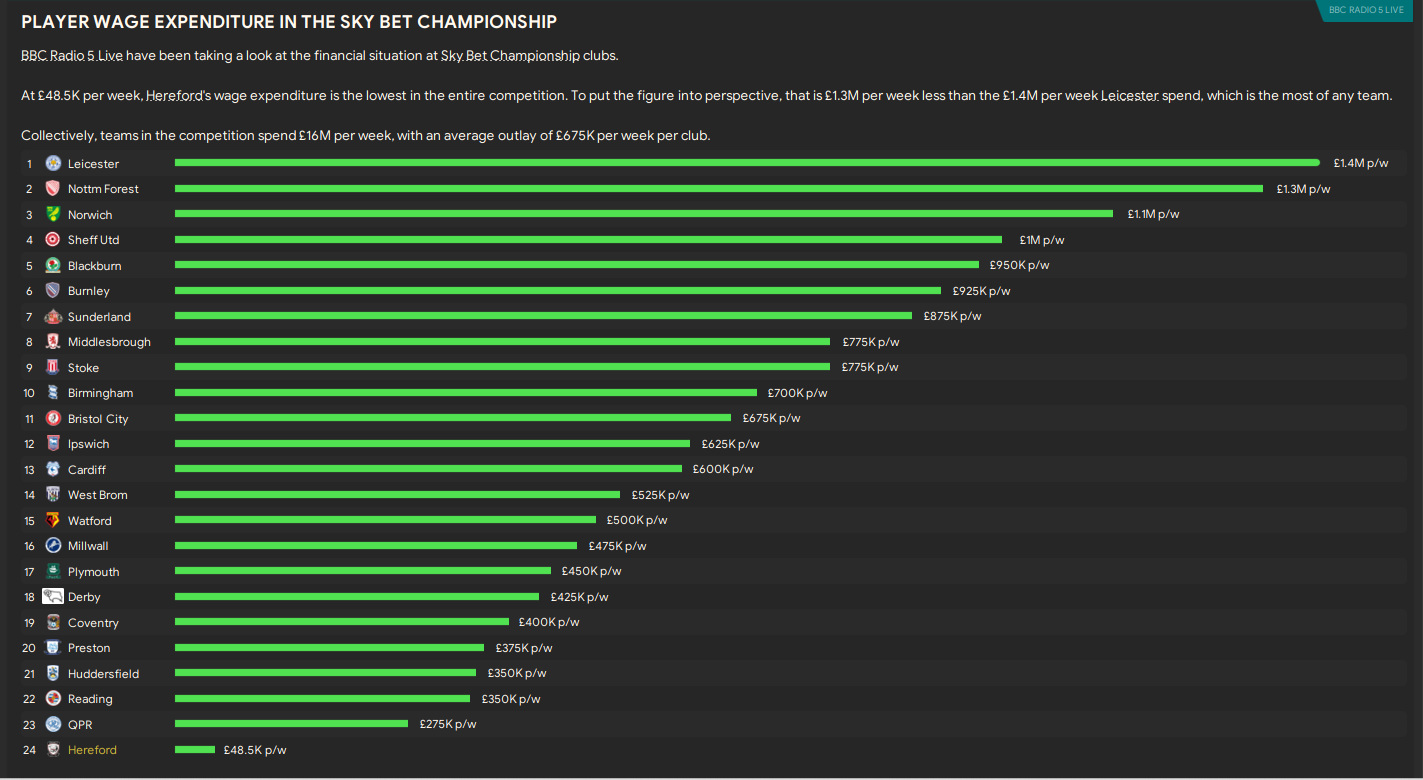 BBC RADIO 5 LIVE
PLAYER WAGE EXPENDITURE IN THE SKY BET CHAMPIONSHIP
BBC Radio 5 Live have been taking a look at the financial situation at Sky Bet Championship clubs.
At £48.5K per week, Hereford's wage expenditure is the lowest in the entire competition. To put the figure into perspective, that is £1.3M per week less than the £1.4M per week Leicester spend, which is the most of any team.
Collectively, teams in the competition spend £16M per week, with an average outlay of £675K per week per club.
1 Leicester £1.4M p/w
2 Nottm Forest £1.3M p/w
3 Norwich £1.1M p/w
4 Sheff Utd £1M p/w
5 Blackburn £950K p/w
6 Burnley £925K p/w
7 Sunderland £875K p/w
8 Middlesbrough £775K p/w
9 Stoke £775K p/w
10 Birmingham £700K p/w
11 Bristol City £675K p/w
12 Ipswich £625K p/w
13 Cardiff £600K p/w
14 West Brom £525K p/w
15 Watford £500K p/w
16 Millwall £475K p/w
17 Plymouth £450K p/w
18 Derby £425K p/w
19 Coventry £400K p/w
20 Preston £375K p/w
21 Huddersfield £350K p/w
22 Reading £350K p/w
23 QPR £275K p/w
24 Hereford £48.5K p/w